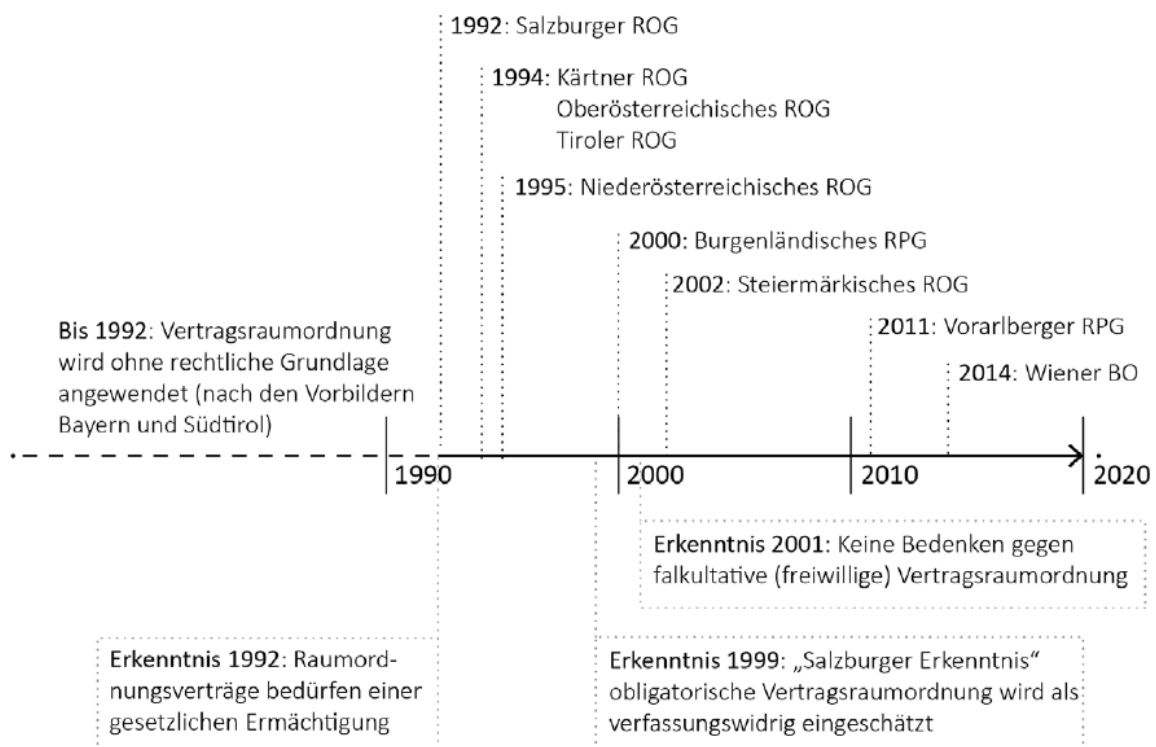 1992: Salzburger ROG
1994: Kärtner ROG
Oberösterreichisches ROG
Tiroler ROG
1995: Niederösterreichisches ROG
2000: Burgenländisches RPG
2002: Steiermärkisches ROG
2011: Vorarlberger RPG
2014: Wiener BO
Bis 1992: Vertragsraumordnung
wird ohne rechtliche Grundlage
angewendet (nach den Vorbildern
Bayern und Südtirol)
1990
2000
2010
2020
Erkenntnis 2001: Keine Bedenken gegen
falkultative (freiwillige) Vertragsraumordnung
Erkenntnis 1992: Raumord-
nungsverträge bedürfen einer
gesetzlichen Ermächtigung
Erkenntnis 1999: „Salzburger Erkenntnis“
obligatorische Vertragsraumordnung wird als
verfassungswidrig eingeschätzt